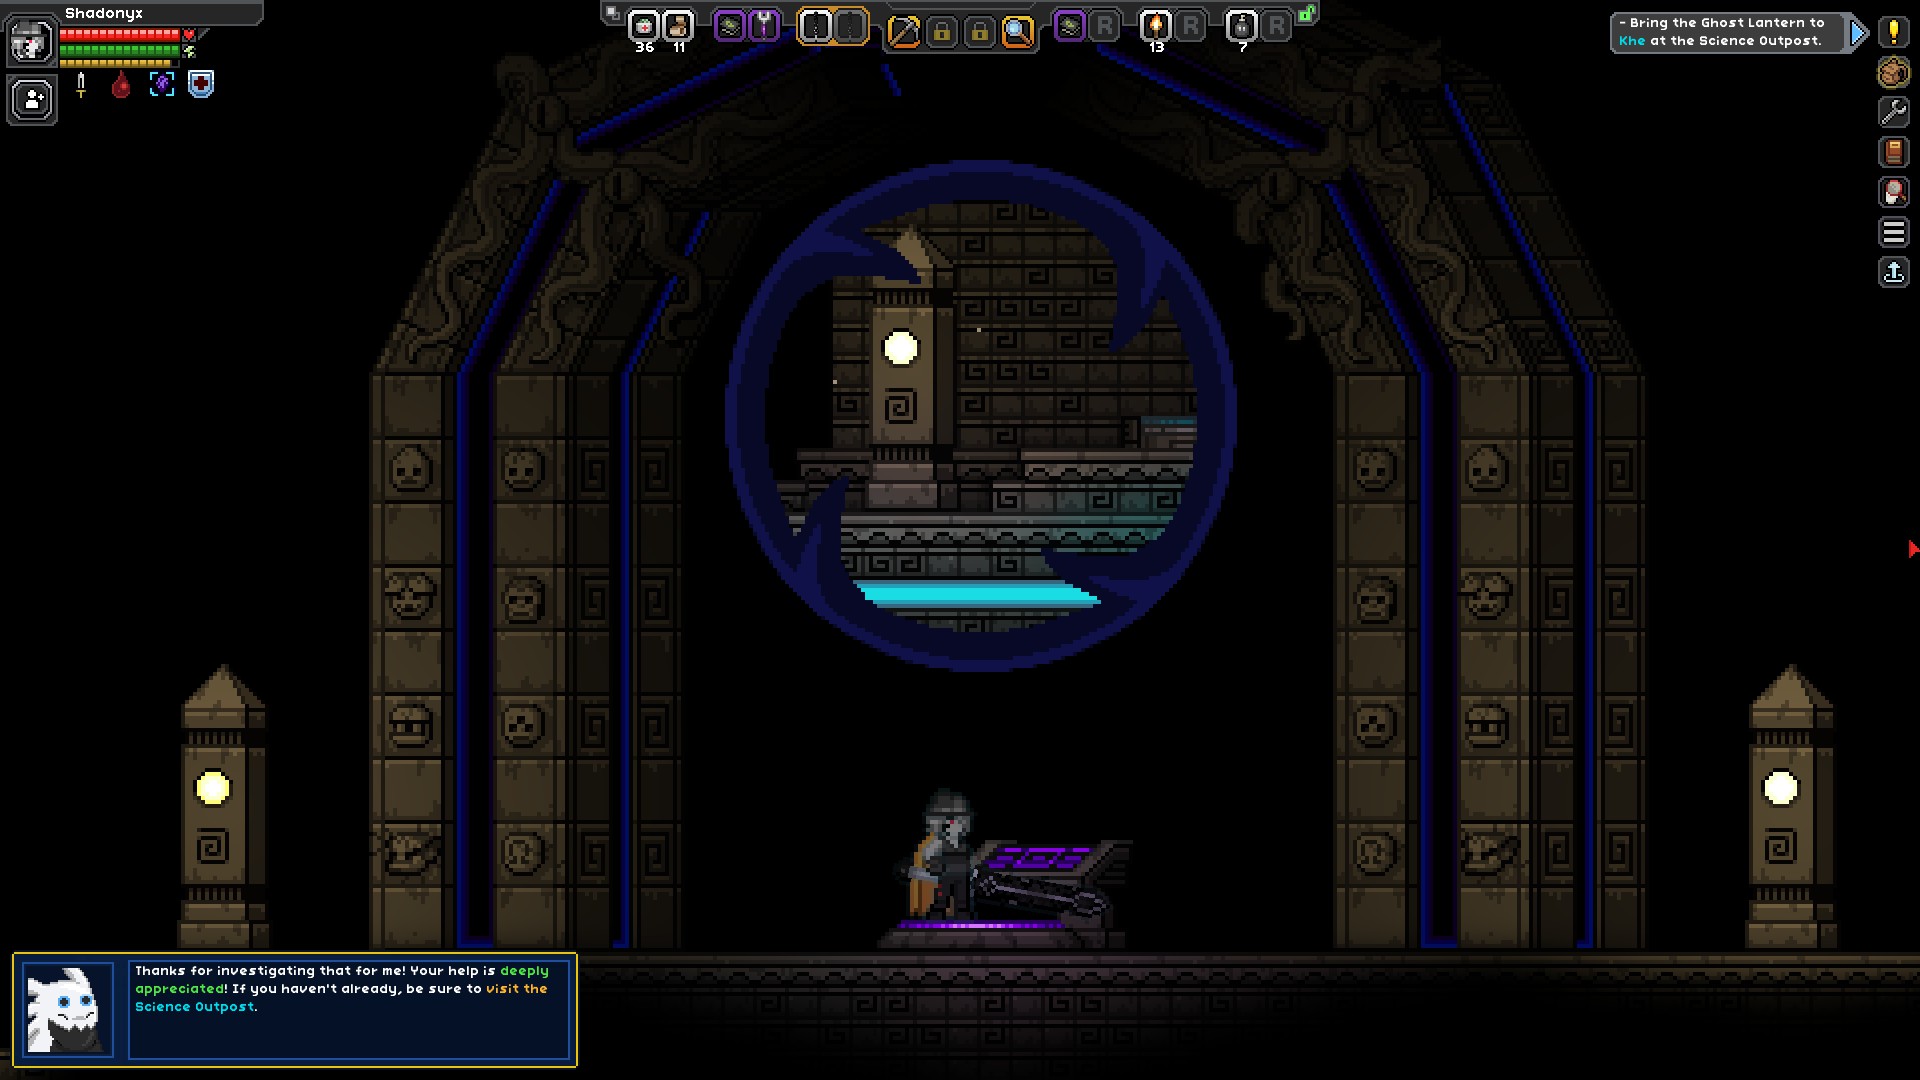 Shadonyx
36
11
R
13
R
7
R
- Bring the Ghost Lantern to
Khe at the Science Outpost.
Thanks for investigating that for me! Your help is deeply
appreciated! If you haven't already, be sure to visit the
Science Outpost.